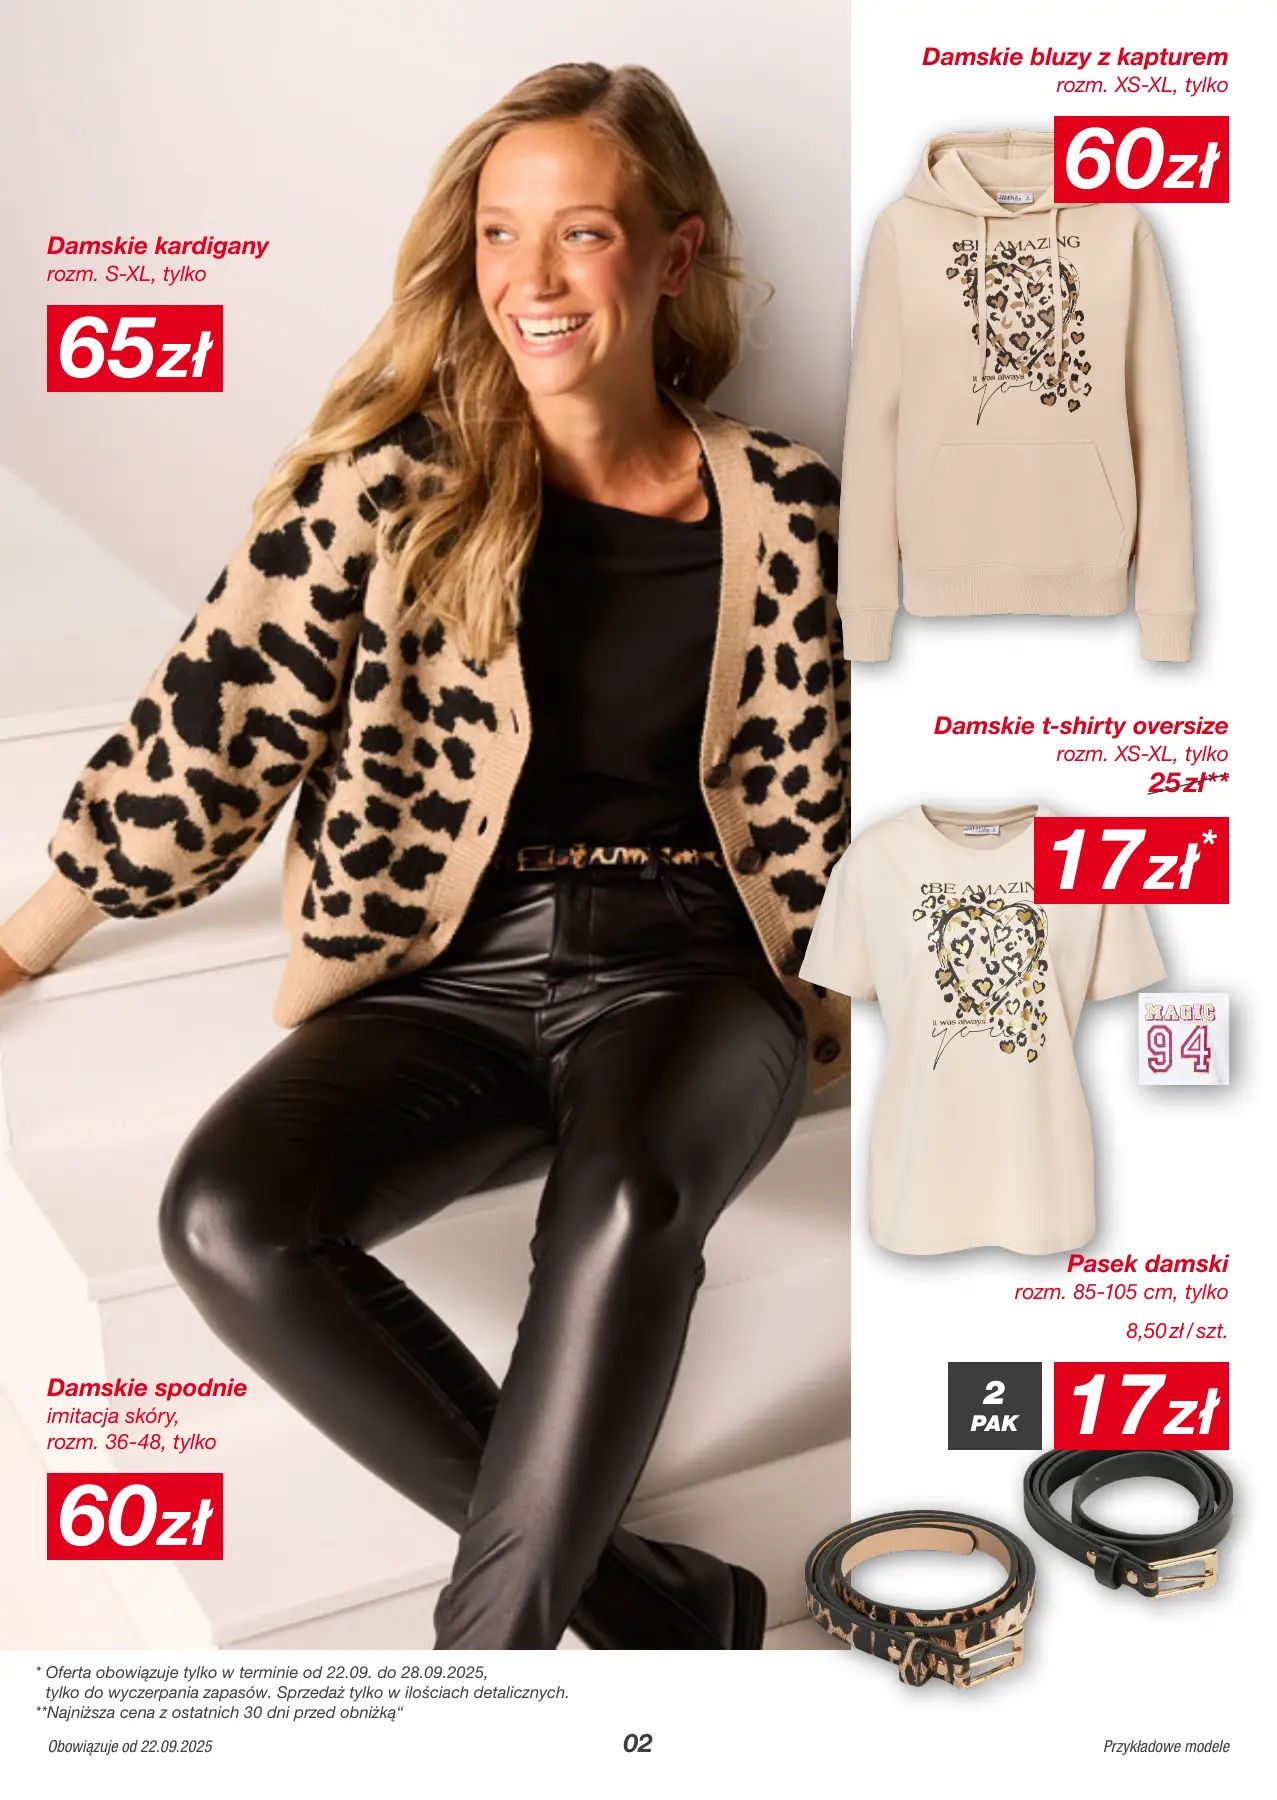 Damskie bluzy z kapturem
rozm. XS-XL, tylko
60zł
JANINA
BE AMAZING
It was always
you
Damskie kardigany
rozm. S-XL, tylko
65zł
Damskie t-shirty oversize
rozm. XS-XL, tylko
25zł**
17zł*
BE AMAZIN
It was always
you
MAGIC
94
Pasek damski
rozm. 85-105 cm, tylko
8,50zł/szt.
2
PAK
17zł
Damskie spodnie
imitacja skóry,
rozm. 36-48, tylko
60zł
* Oferta obowiązuje tylko w terminie od 22.09. do 28.09.2025,
tylko do wyczerpania zapasów. Sprzedaż tylko w ilościach detalicznych.
**Najniższa cena z ostatnich 30 dni przed obniżką“
Obowiązuje od 22.09.2025
02
Przykładowe modele